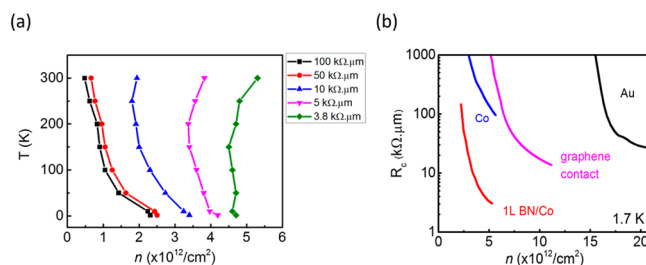 (a)
300
250
200
150
100
50
0
T (K)
0 1 2 3 4 5 6
n (x10¹²/cm²)
100 kΩ.μm
50 kΩ.μm
10 kΩ.μm
5 kΩ.μm
3.8 kΩ.μm
(b)
1000
100
10
1
Rc (kΩ.μm)
Au
Co
graphene
contact
1L BN/Co
1.7 K
0 5 10 15 20
n (x10¹²/cm²)